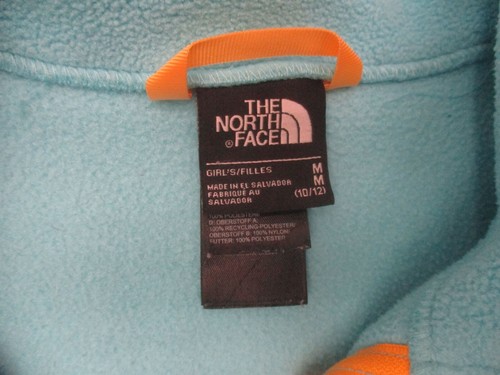 THE
NORTH
FACE
®
GIRL'S/FILLES M
M
MADE IN EL SALVADOR (10/12)
FABRIQUE AU
SALVADOR
100% POLYESTER
D: OBERSTOFF A:
100% RECYCLING POLYESTER/
OBERSTOFF B: 100% NYLON/
FUTTER: 100% POLYESTER